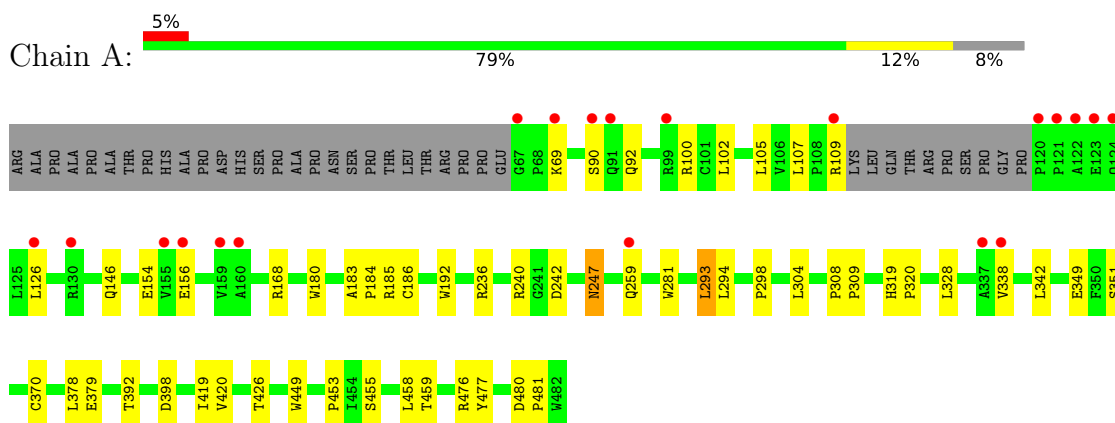 5%
Chain A:
79% 12% 8%
ARG ALA PRO ALA PRO ALA THR PRO HIS ALA PRO ASP HIS SER PRO ALA PRO ASN SER PRO THR LEU THR ARG PRO PRO GLU G67 P68 K69 S90 Q91 Q92 R99 R100 C101 L102 L105 V106 L107 P108 R109 LYS LEU GLN THR ARG PRO SER PRO GLY PRO P120 P121 A122 E123
L125 L126 R130 Q146 E154 V155 E156 V159 A160 R168 W180 A183 P184 R185 C186 W192 R236 R240 G241 D242 N247 Q259 W281 L293 L294 P298 L304 P308 P309 H319 P320 L328 A337 V338 L342 E349 F350 S351
C370 L378 E379 T392 D398 I419 V420 T426 W449 P453 I454 S455 L458 T459 R476 Y477 D480 P481 W482